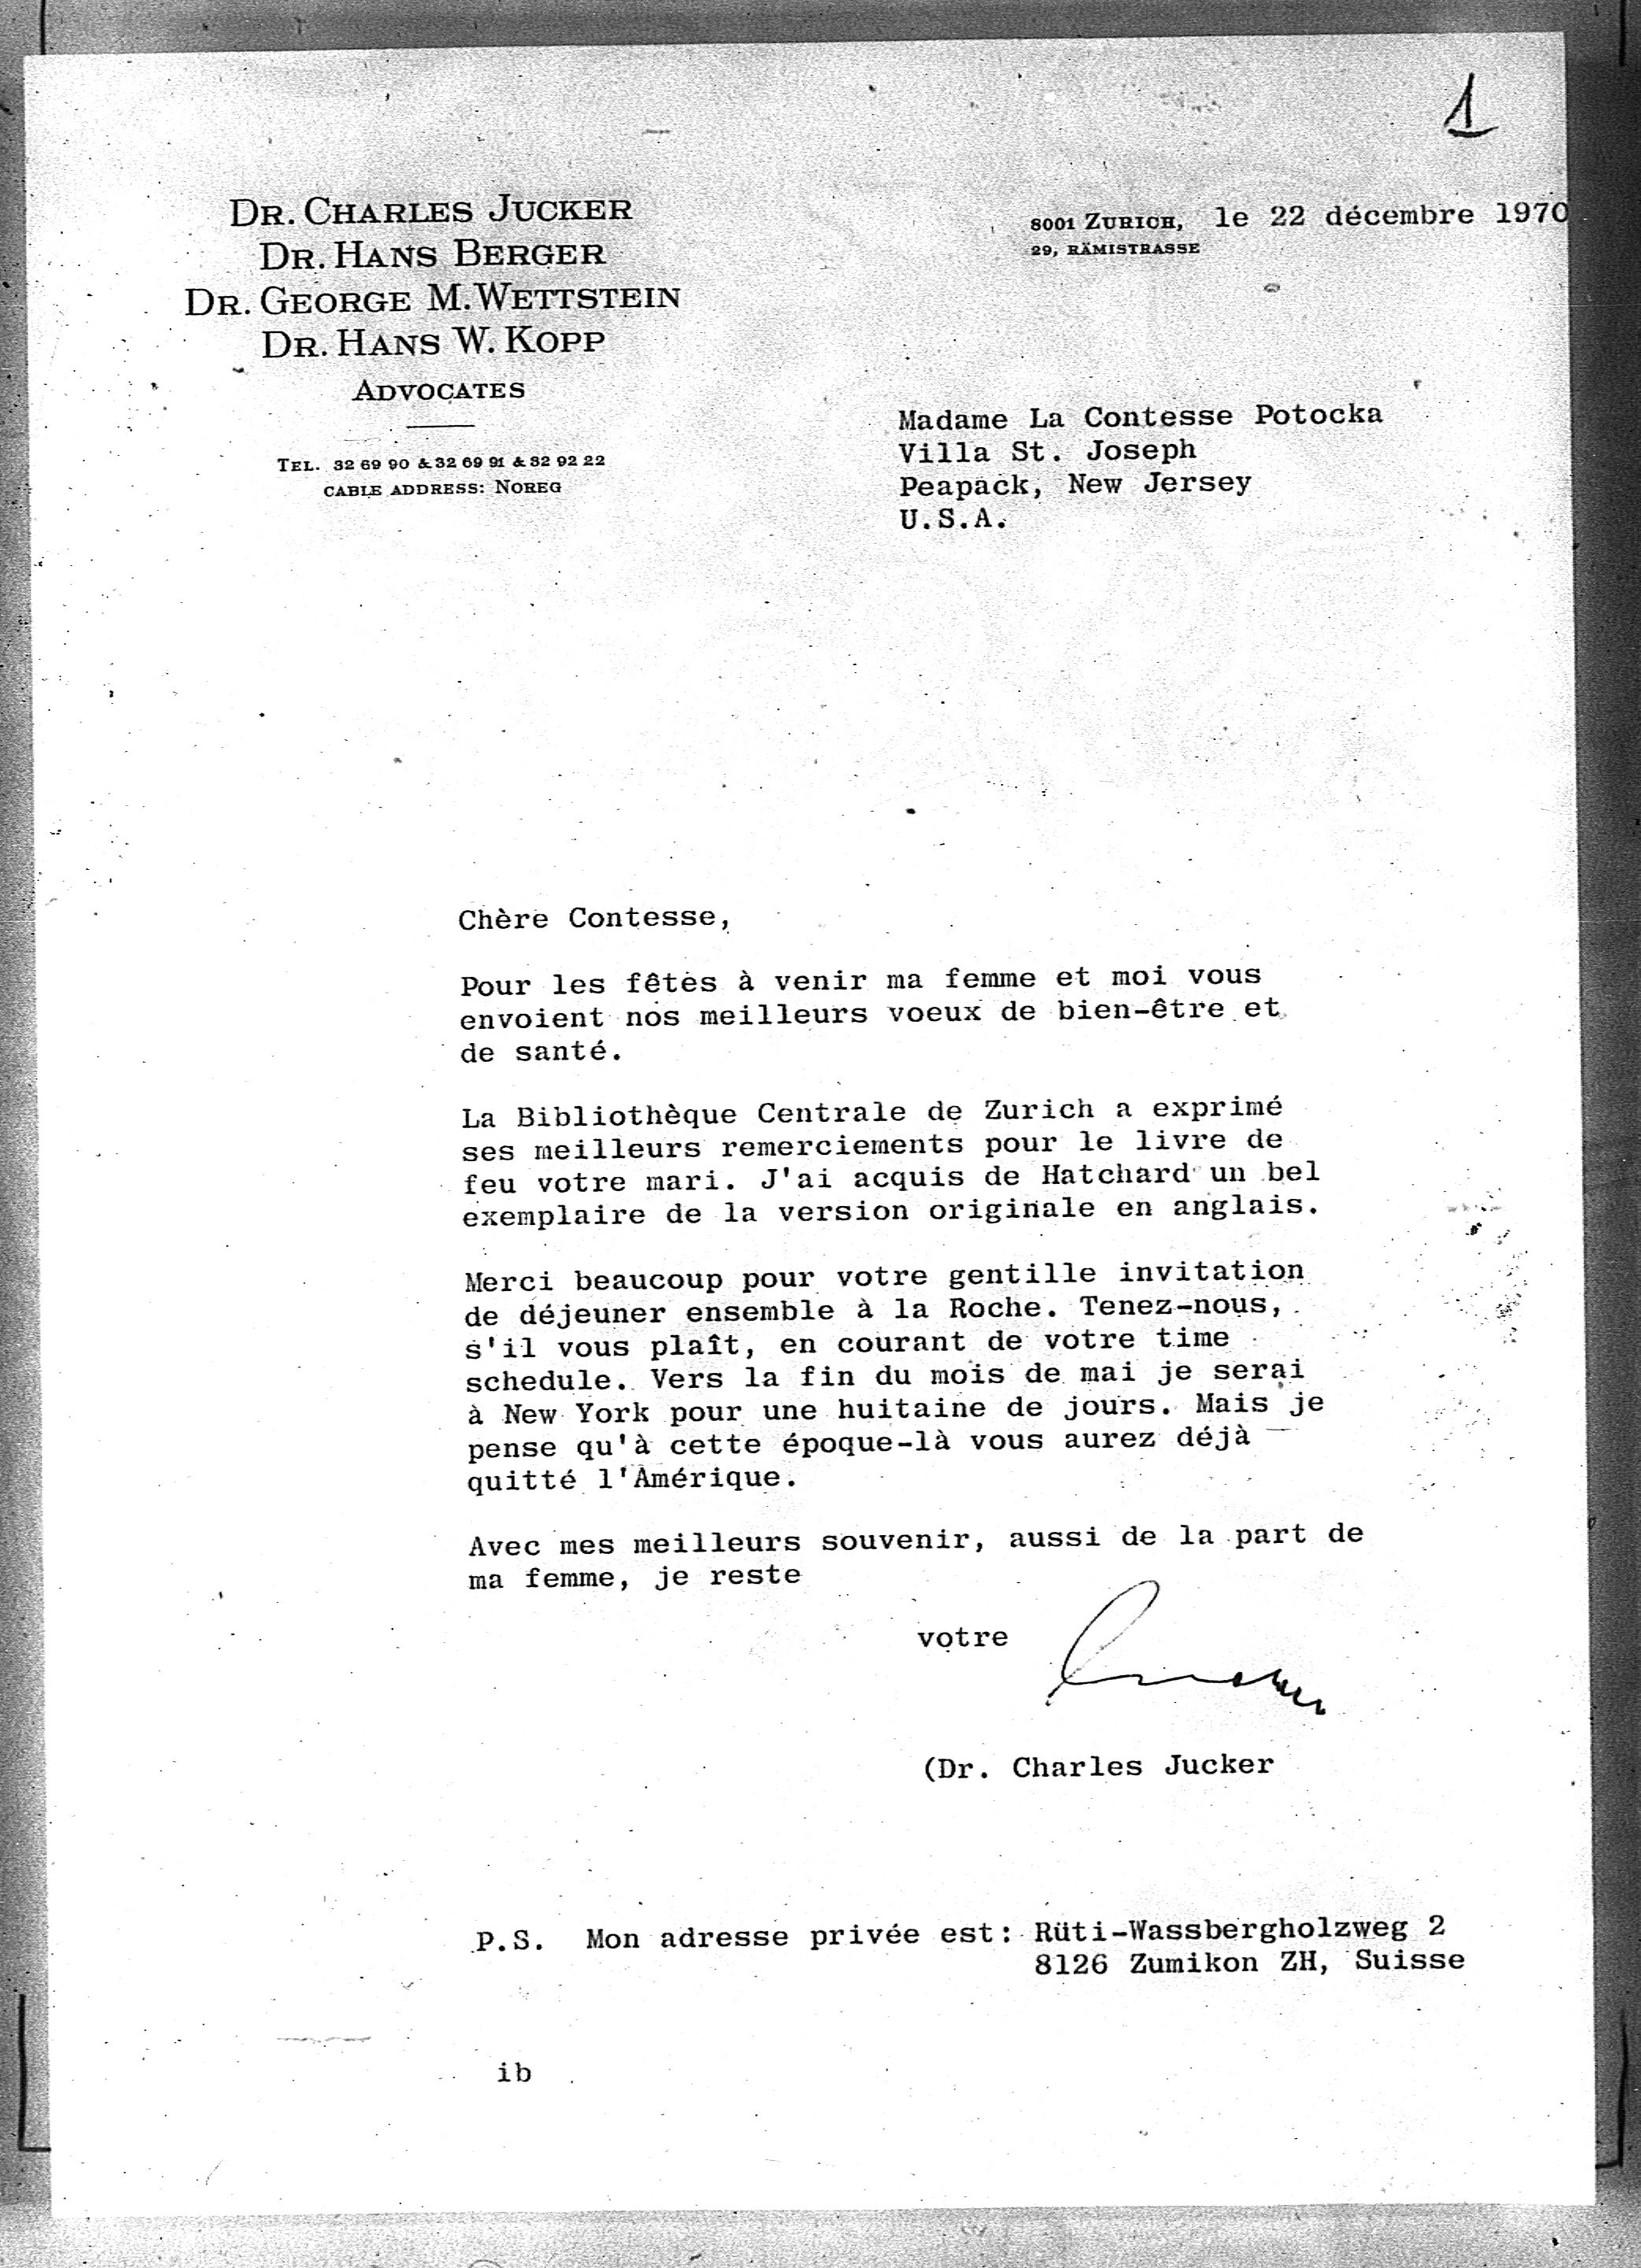 1
DR. CHARLES JUCKER
DR. HANS BERGER
DR. GEORGE M. WETTSTEIN
DR. HANS W. KOPP
ADVOCATES
TEL. 32 69 90 & 32 69 91 & 32 92 22
CABLE ADDRESS: NOREG
8001 ZURICH, le 22 décembre 1970
29, RÄMISTRASSE
Madame La Contesse Potocka
Villa St. Joseph
Peapack, New Jersey
U.S.A.
Chère Contesse,
Pour les fêtes à venir ma femme et moi vous
envoient nos meilleurs voeux de bien-être et
de santé.
La Bibliothèque Centrale de Zurich a exprimé
ses meilleurs remerciements pour le livre de
feu votre mari. J'ai acquis de Hatchard un bel
exemplaire de la version originale en anglais.
Merci beaucoup pour votre gentille invitation
de déjeuner ensemble à la Roche. Tenez-nous,
s'il vous plaît, en courant de votre time
schedule. Vers la fin du mois de mai je serai
à New York pour une huitaine de jours. Mais je
pense qu'à cette époque-là vous aurez déjà
quitté l'Amérique.
Avec mes meilleurs souvenir, aussi de la part de
ma femme, je reste
votre
(Dr. Charles Jucker
P.S. Mon adresse privée est: Rüti-Wassbergholzweg 2
8126 Zumikon ZH, Suisse
ib